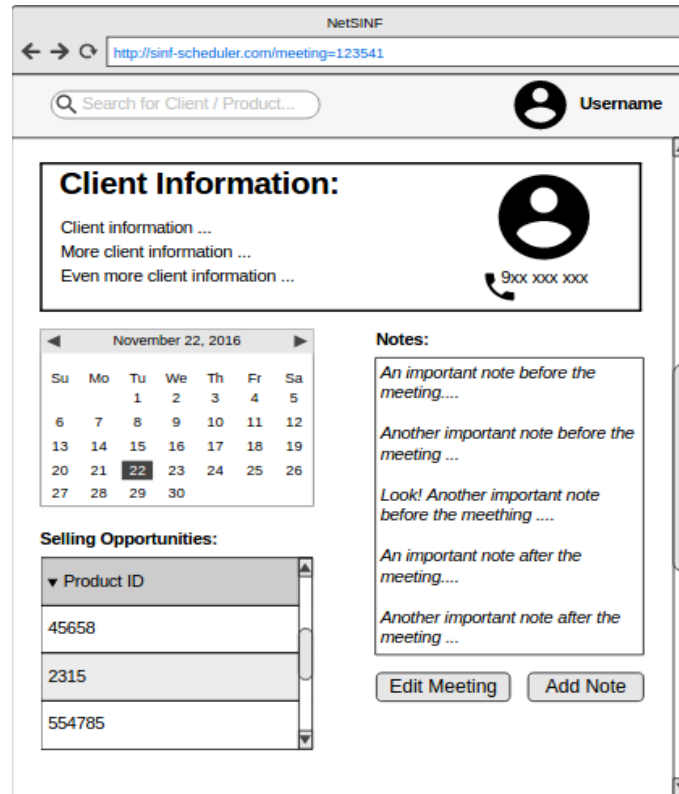 NetSINF
http://sinf-scheduler.com/meeting=123541
Search for Client / Product...
Username
Client Information:
Client information ...
More client information ...
Even more client information ...
9xx xxx xxx
November 22, 2016
Su Mo Tu We Th Fr Sa
1 2 3 4 5
6 7 8 9 10 11 12
13 14 15 16 17 18 19
20 21 22 23 24 25 26
27 28 29 30
Selling Opportunities:
Product ID
45658
2315
554785
Notes:
An important note before the
meeting....
Another important note before the
meeting ...
Look! Another important note
before the meething ....
An important note after the
meeting....
Another important note after the
meeting ...
Edit Meeting
Add Note